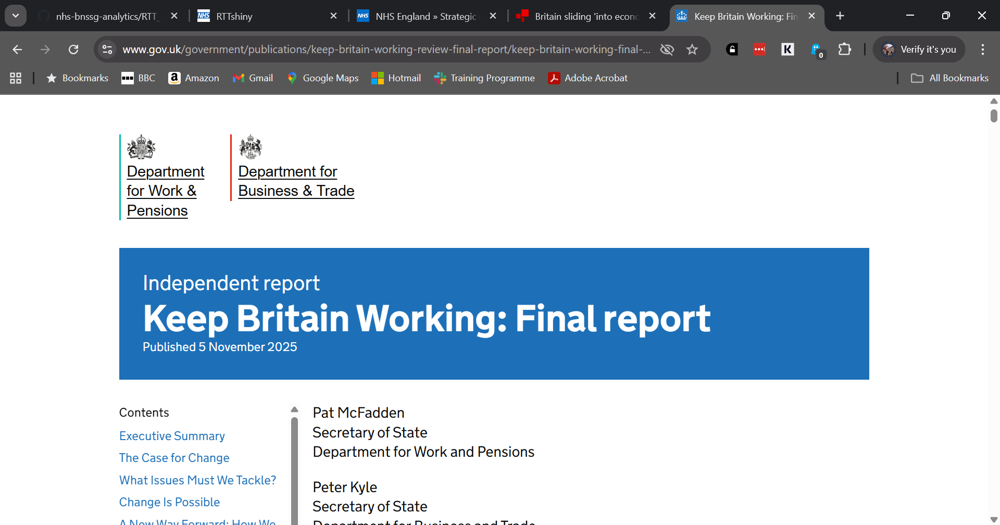 nhs-bnssg-analytics/RTT_
NHS RTTshiny
NHS NHS England » Strategic
Britain sliding 'into econo
Keep Britain Working: Fin
www.gov.uk/government/publications/keep-britain-working-review-final-report/keep-britain-working-final-...
K
0
Verify it's you
Bookmarks
BBC
a Amazon
Gmail
Google Maps
Hotmail
Training Programme
Adobe Acrobat
All Bookmarks
Department
for Work &
Pensions
Department for
Business & Trade
Independent report
Keep Britain Working: Final report
Published 5 November 2025
Contents
Executive Summary
The Case for Change
What Issues Must We Tackle?
Change Is Possible
A New Way Forward: How We
Pat McFadden
Secretary of State
Department for Work and Pensions
Peter Kyle
Secretary of State
Department for Business and Trade